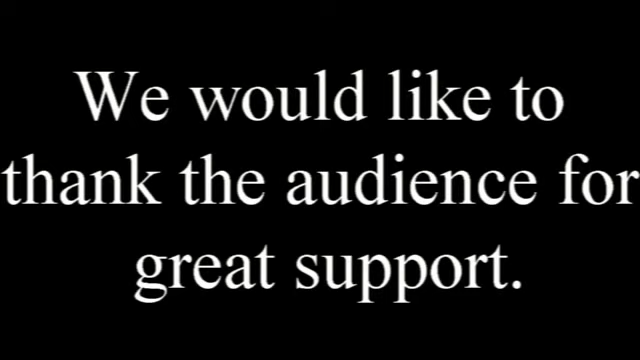 We would like to
thank the audience for
great support.